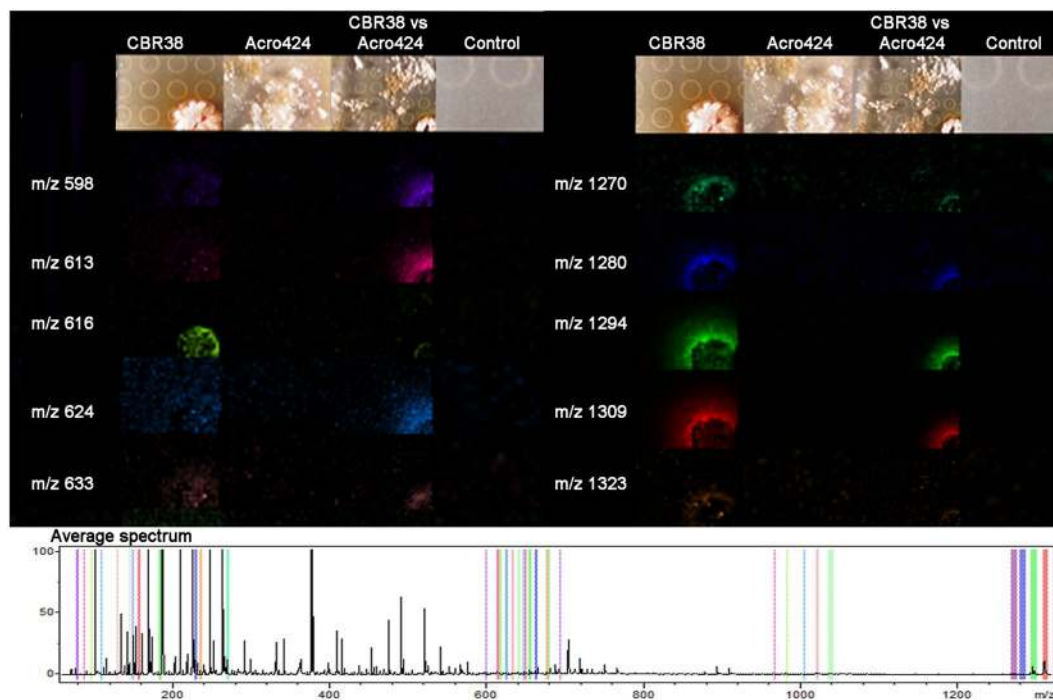 CBR38 Acro424 CBR38 vs Acro424 Control
CBR38 Acro424 CBR38 vs Acro424 Control
m/z 598
m/z 613
m/z 616
m/z 624
m/z 633
m/z 1270
m/z 1280
m/z 1294
m/z 1309
m/z 1323
Average spectrum
100
50
0
200 400 600 800 1000 1200 m/z